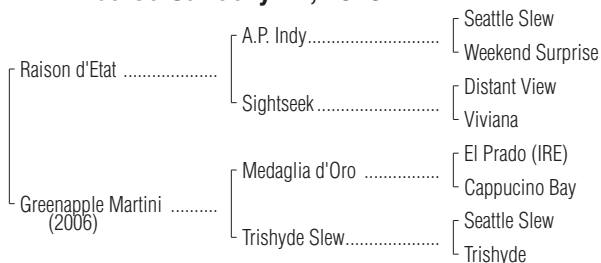 Seattle Slew
A.P. Indy
Weekend Surprise
Raison d'Etat
Distant View
Sightseek
Viviana
El Prado (IRE)
Medaglia d'Oro
Cappucino Bay
Greenapple Martini
(2006)
Seattle Slew
Trishyde Slew
Trishyde